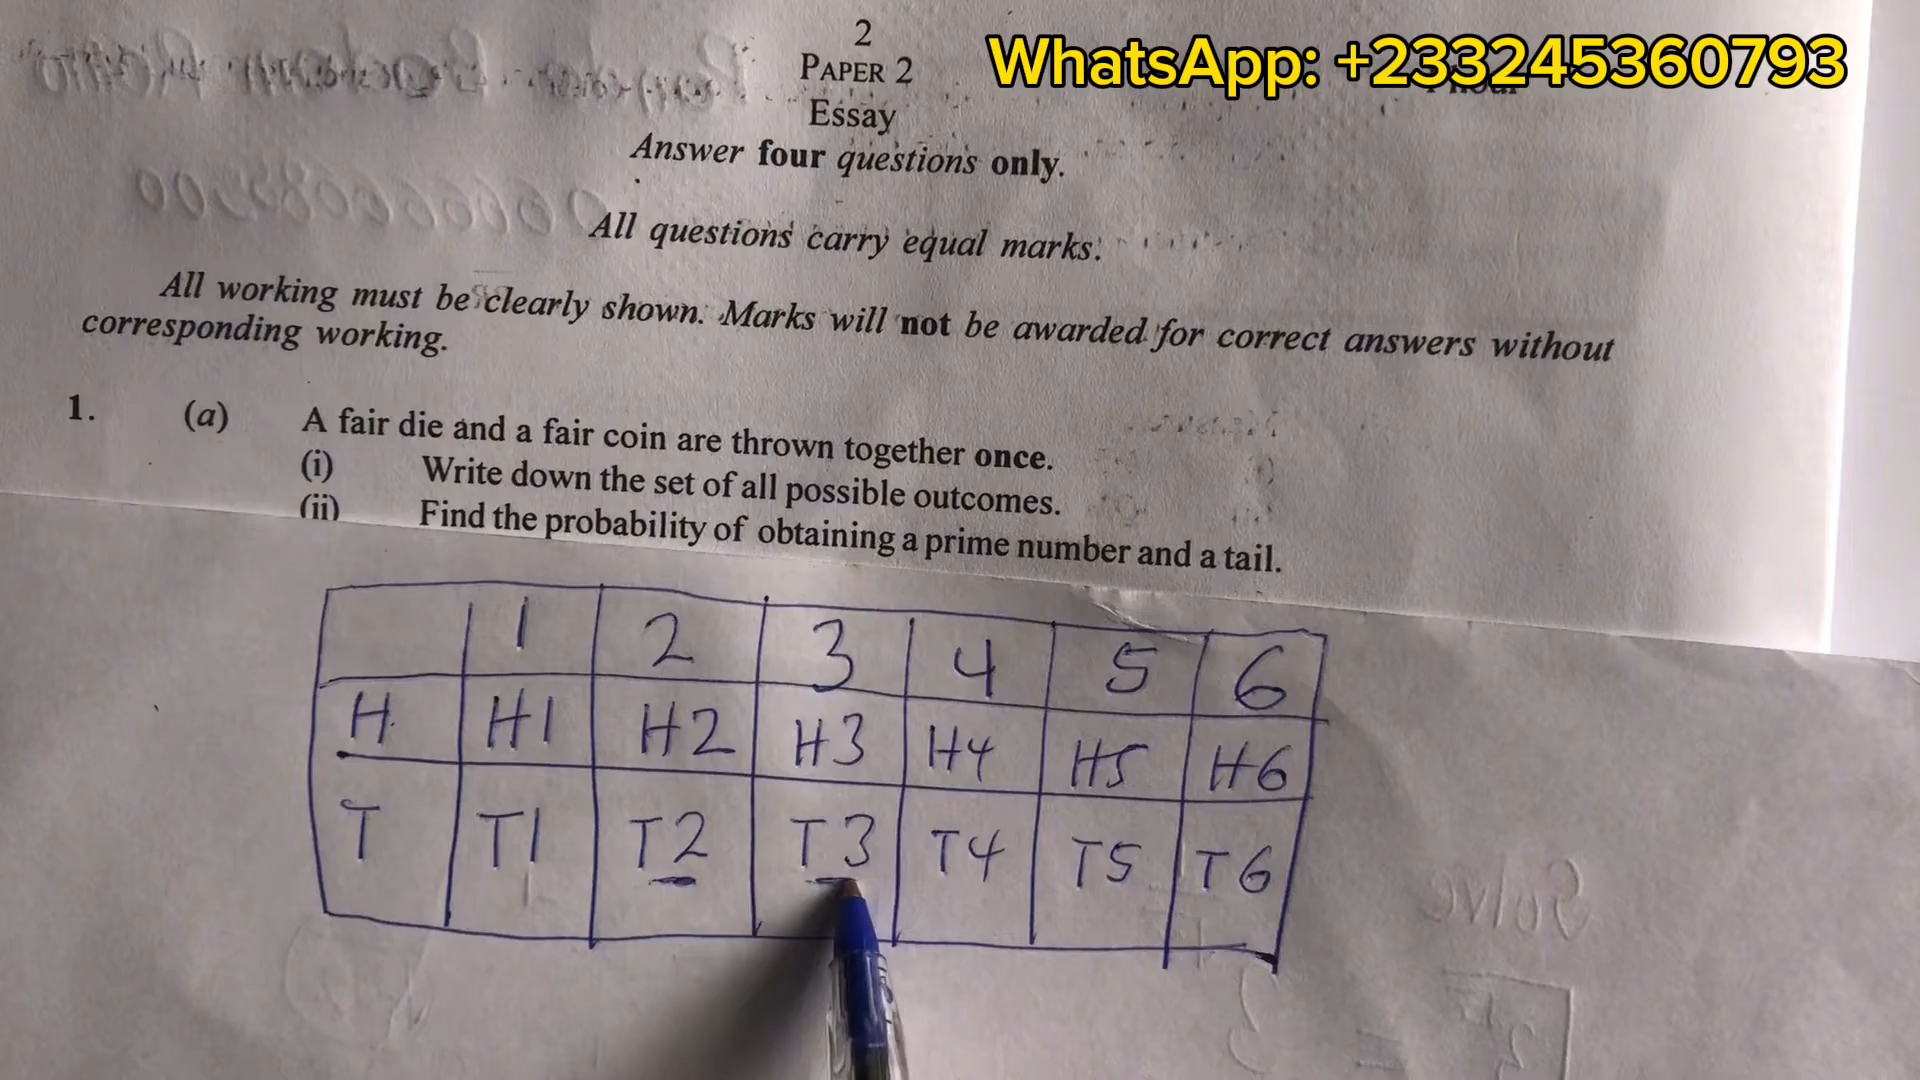 2
WhatsApp: +233245360793
PAPER 2
Essay
Answer four questions only.
All questions carry equal marks.
All working must be clearly shown. Marks will not be awarded for correct answers without
corresponding working.
1. (a) A fair die and a fair coin are thrown together once.
(i) Write down the set of all possible outcomes.
(ii) Find the probability of obtaining a prime number and a tail.
1 2 3 4 5 6
H H1 H2 H3 H4 H5 H6
T T1 T2 T3 T4 T5 T6
Solve